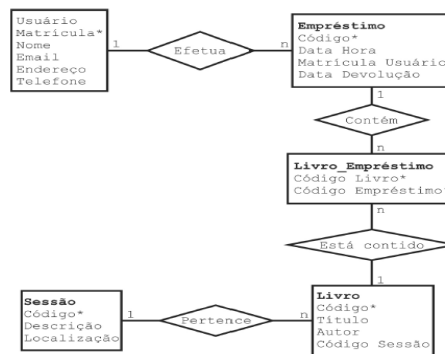 Usuário
Matrícula*
Nome
Email
Endereço
Telefone
1
Efetua
n
Empréstimo
Código*
Data Hora
Matrícula Usuário
Data Devolução
1
Contém
n
Livro_Empréstimo
Código Livro*
Código Empréstimo*
n
Está contido
1
Sessão
Código*
Descrição
Localização
1
Pertence
n
Livro
Código*
Título
Autor
Código Sessão